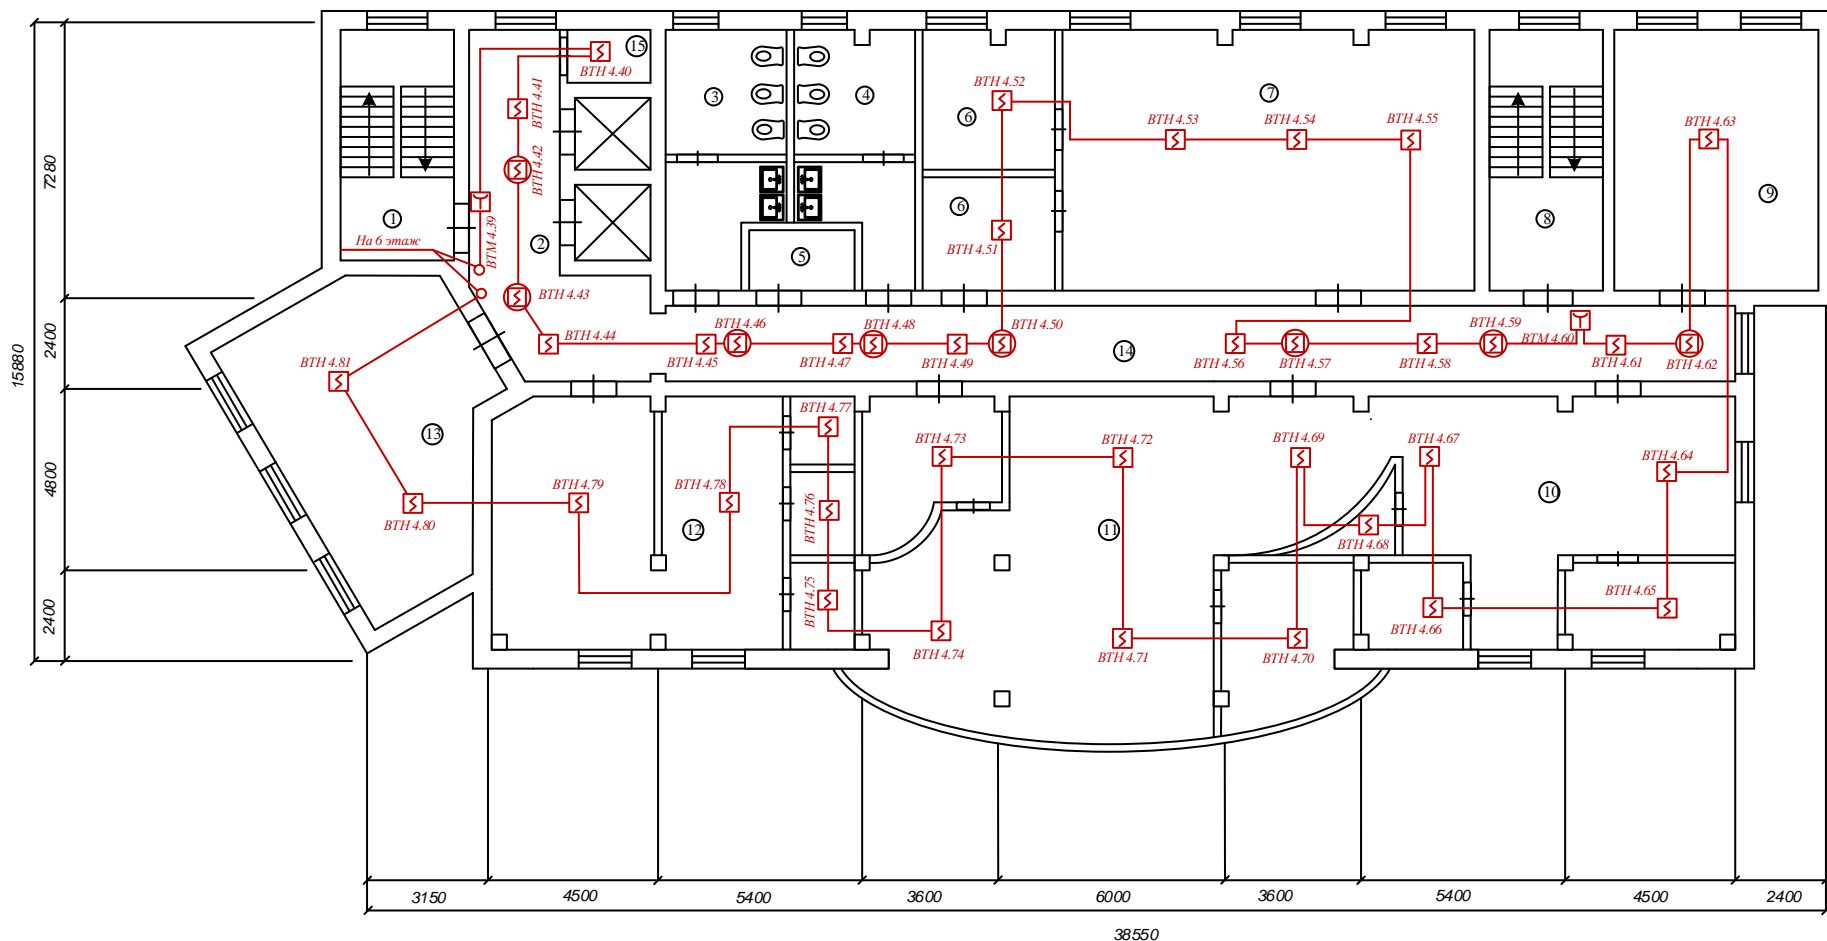 15
ВТН 4.40
ВТН 4.41
ВТН 4.42
3
4
ВТН 4.52
6
7
ВТН 4.53
ВТН 4.54
ВТН 4.55
ВТН 4.63
7280
1
На 6 этаж
ВТМ 4.39
2
5
6
ВТН 4.51
8
9
ВТН 4.43
ВТН 4.44
ВТН 4.46
ВТН 4.45
ВТН 4.48
ВТН 4.47
ВТН 4.50
ВТН 4.49
14
ВТН 4.56
ВТН 4.57
ВТН 4.58
ВТН 4.59
ВТМ 4.60
ВТН 4.61
ВТН 4.62
2400
15880
ВТН 4.81
13
ВТН 4.77
ВТН 4.73
ВТН 4.72
ВТН 4.69
ВТН 4.67
ВТН 4.64
4800
ВТН 4.80
ВТН 4.79
ВТН 4.78
12
ВТН 4.76
11
ВТН 4.68
10
2400
ВТН 4.75
ВТН 4.74
ВТН 4.71
ВТН 4.70
ВТН 4.66
ВТН 4.65
3150
4500
5400
3600
6000
3600
5400
4500
2400
38550